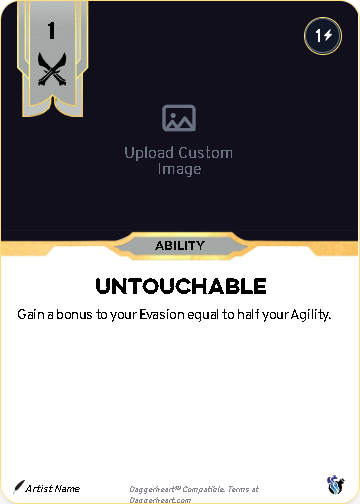 1
1
Upload Custom
Image
ABILITY
UNTOUCHABLE
Gain a bonus to your Evasion equal to half your Agility.
Artist Name
Daggerheart™ Compatible. Terms at
Daggerheart.com